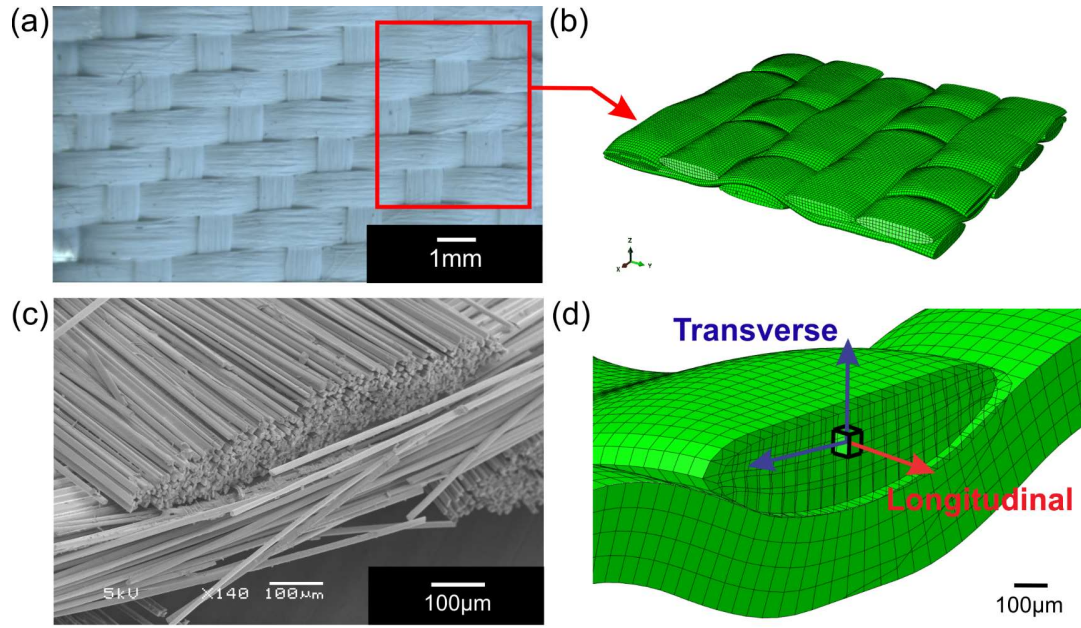 (a)
(b)
1mm
Z
X
Y
(c)
(d)
5kV X140 100μm
100μm
Transverse
Longitudinal
100μm